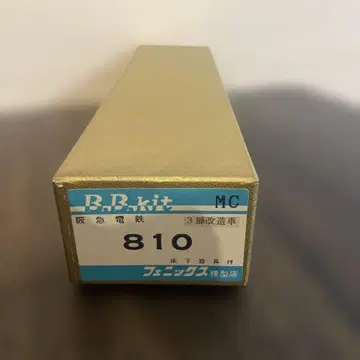 B.B.kit MC
阪急電鉄 3扉改造車
810
床下器具付
フェニックス模型店